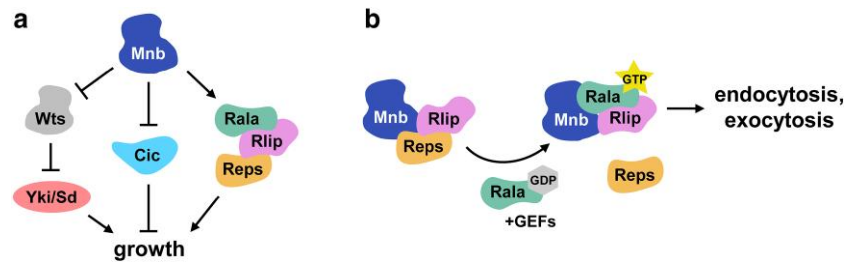 a
Mnb
Wts
Cic
Rala
Rlip
Reps
Yki/Sd
growth
b
Mnb
Rlip
Reps
Rala
GDP
+GEFs
GTP
Rala
Mnb
Rlip
Reps
endocytosis,
exocytosis